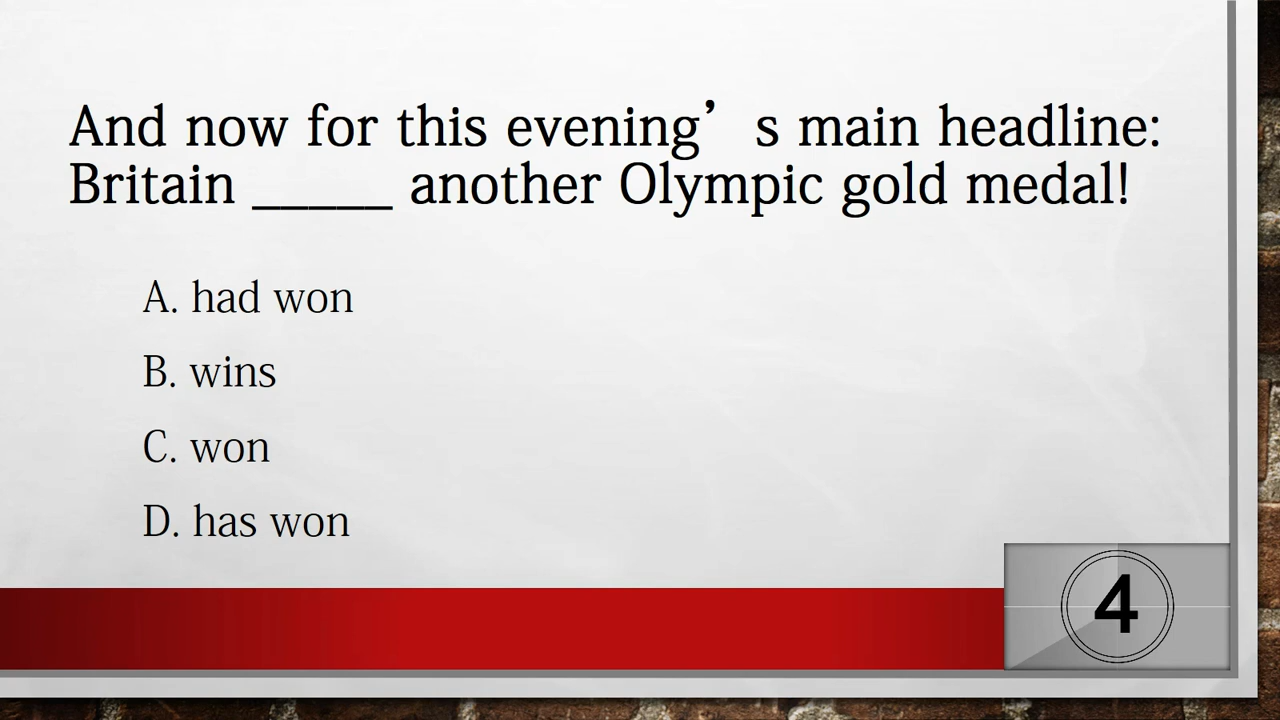 And now for this evening’s main headline:
Britain _____ another Olympic gold medal!
A. had won
B. wins
C. won
D. has won
4